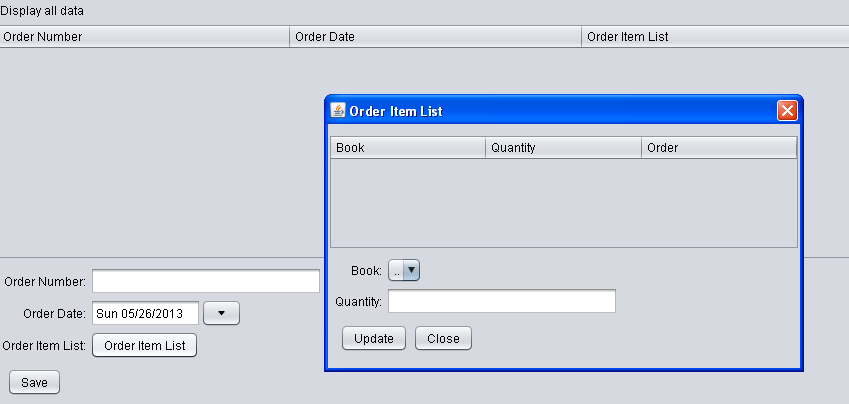 Display all data
Order Number Order Date Order Item List
Order Item List
Book Quantity Order
Book: ..
Quantity:
Update Close
Order Number:
Order Date: Sun 05/26/2013
Order Item List: Order Item List
Save